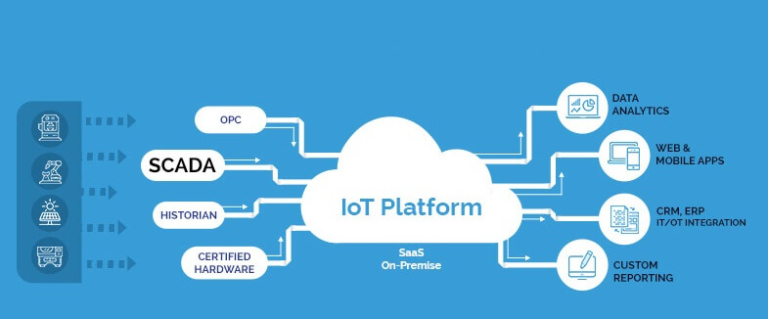 OPC
SCADA
HISTORIAN
CERTIFIED
HARDWARE
IoT Platform
SaaS
On-Premise
DATA
ANALYTICS
WEB &
MOBILE APPS
CRM, ERP
IT/OT INTEGRATION
CUSTOM
REPORTING